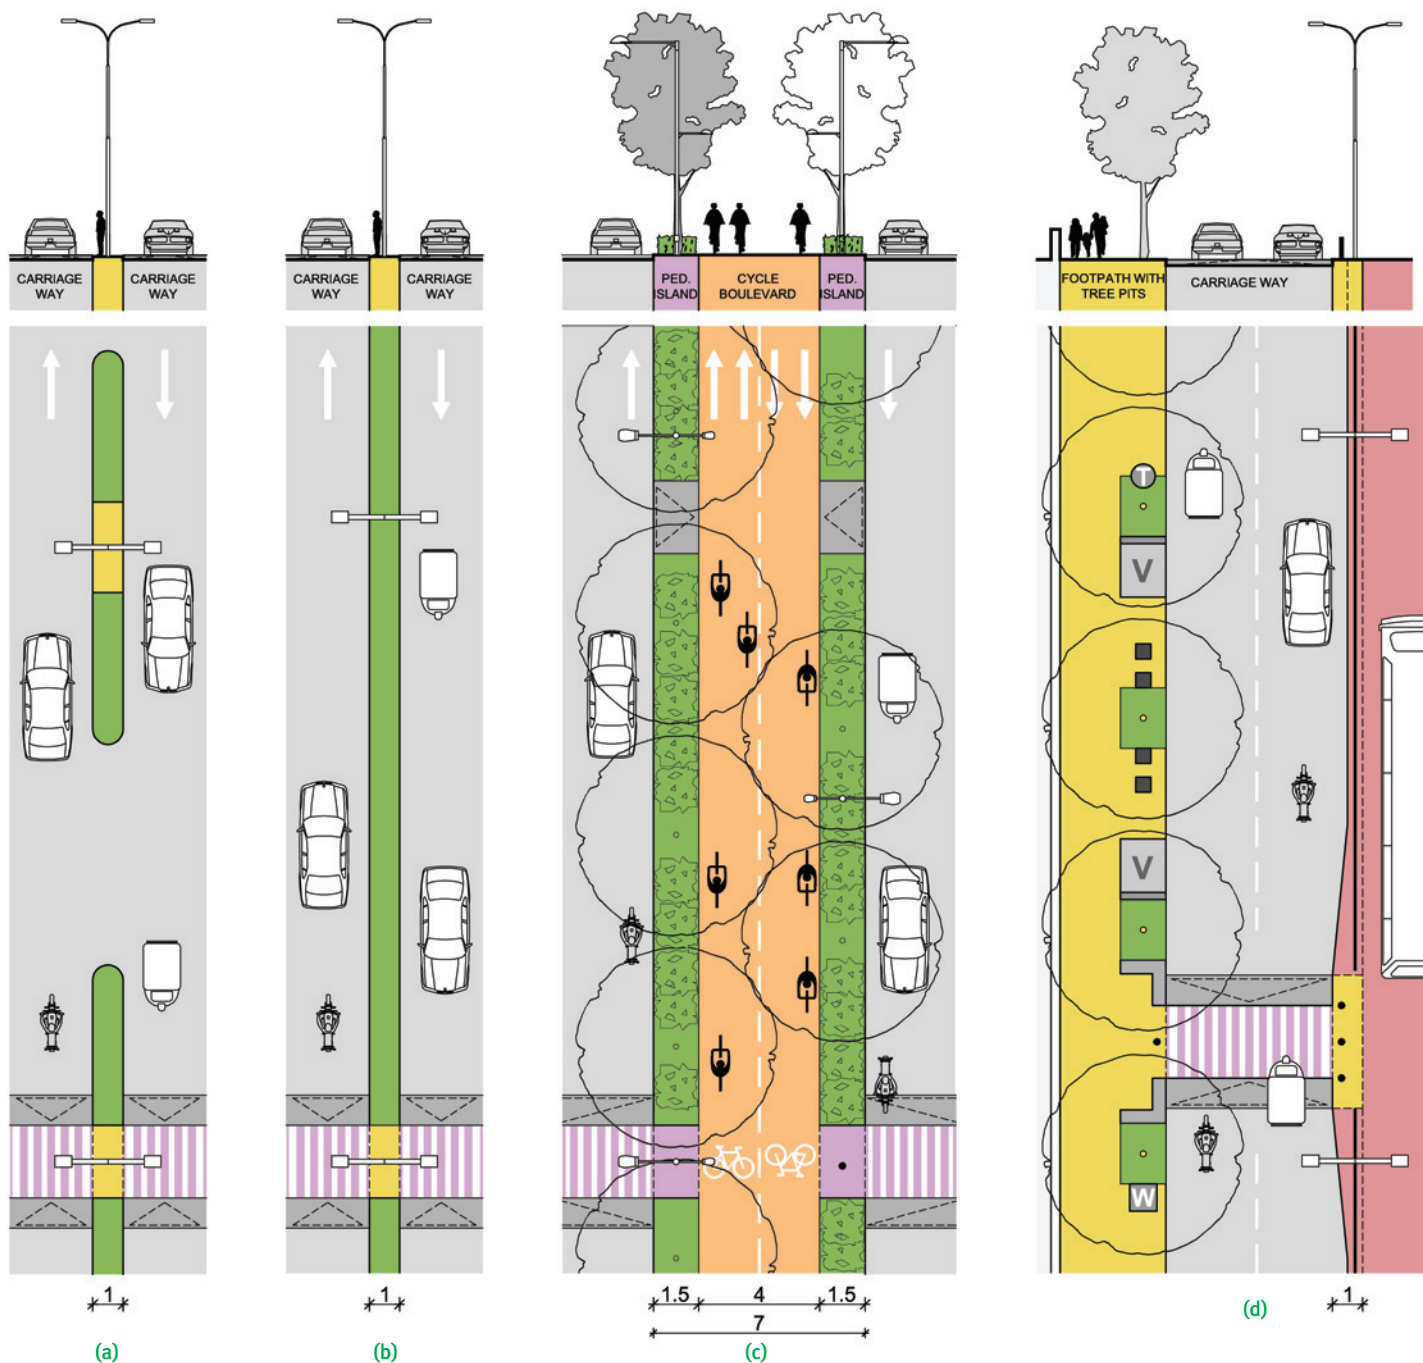 CARRIAGE
WAY
CARRIAGE
WAY
CARRIAGE
WAY
CARRIAGE
WAY
PED.
ISLAND
CYCLE
BOULEVARD
PED.
ISLAND
FOOTPATH WITH
TREE PITS
CARRIAGE WAY
T
V
V
W
1
1
1.5
4
1.5
7
1
(a)
(b)
(c)
(d)